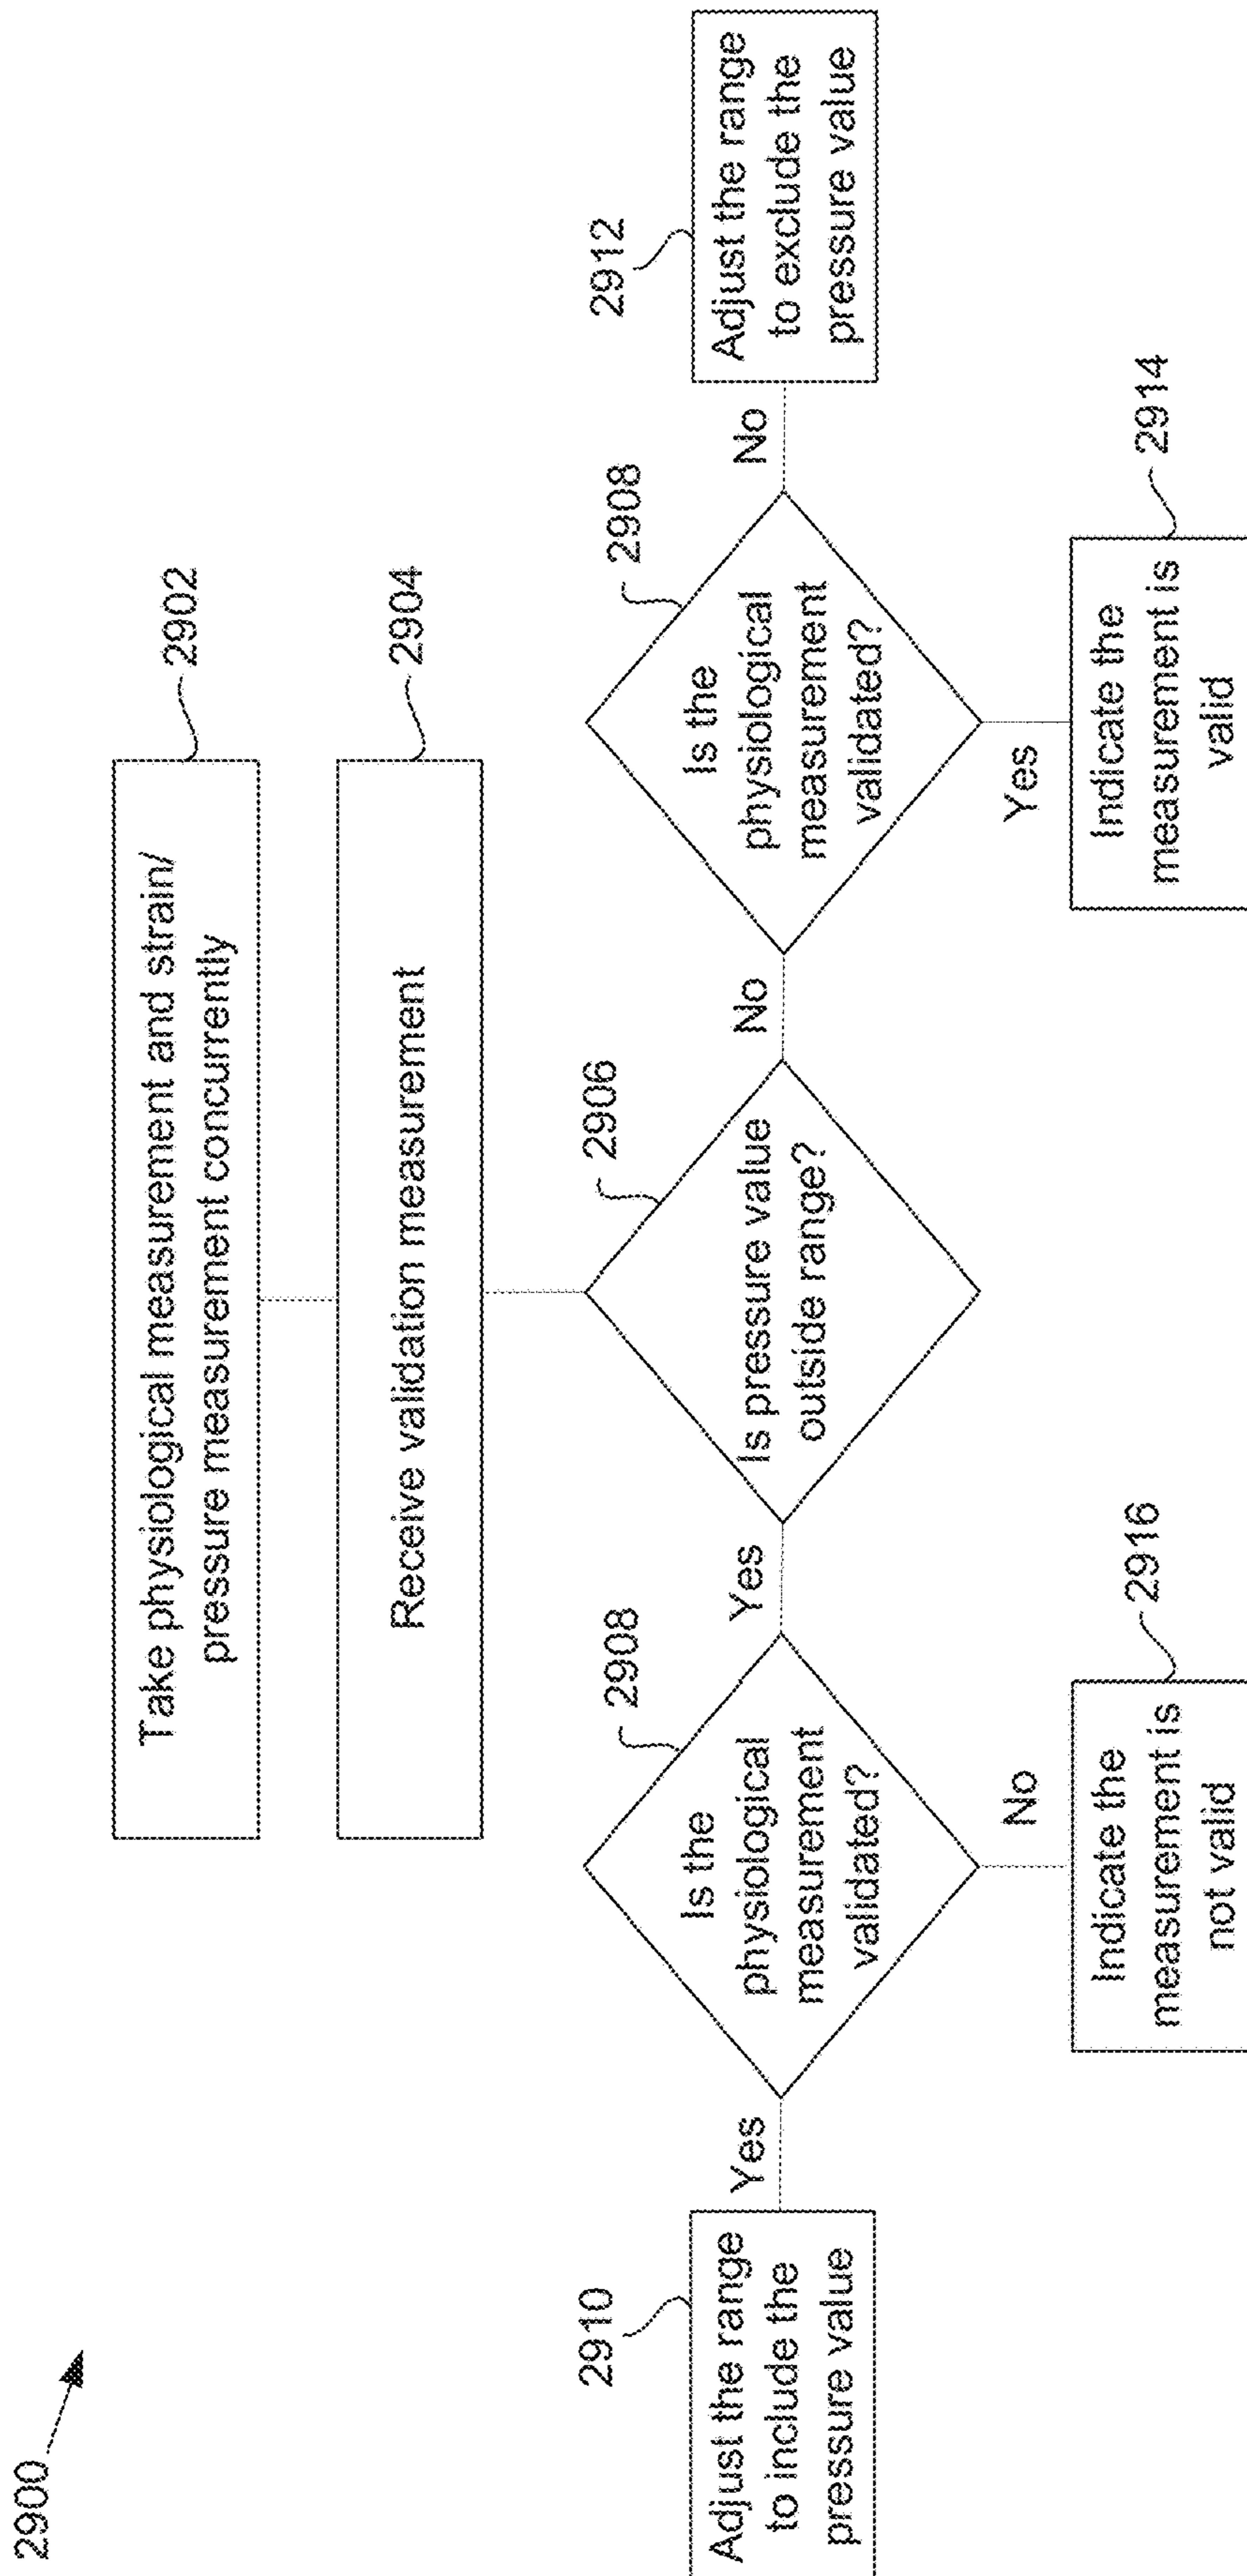 2900
Take physiological measurement and strain/
pressure measurement concurrently
2902
Receive validation measurement
2904
Is pressure value
outside range?
2906
Yes
No
Is the
physiological
measurement
validated?
2908
Yes
No
Adjust the range
to include the
pressure value
2910
Indicate the
measurement is
not valid
2916
Is the
physiological
measurement
validated?
2908
No
Yes
Adjust the range
to exclude the
pressure value
2912
Indicate the
measurement is
valid
2914